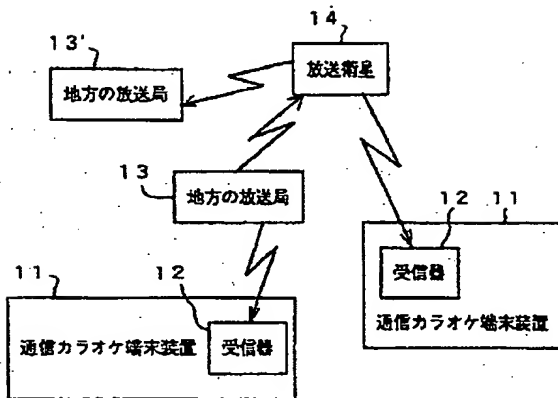 14
13'
放送衛星
地方の放送局
13
地方の放送局
11
12
受信器
通信カラオケ端末装置
11
12
通信カラオケ端末装置
受信器